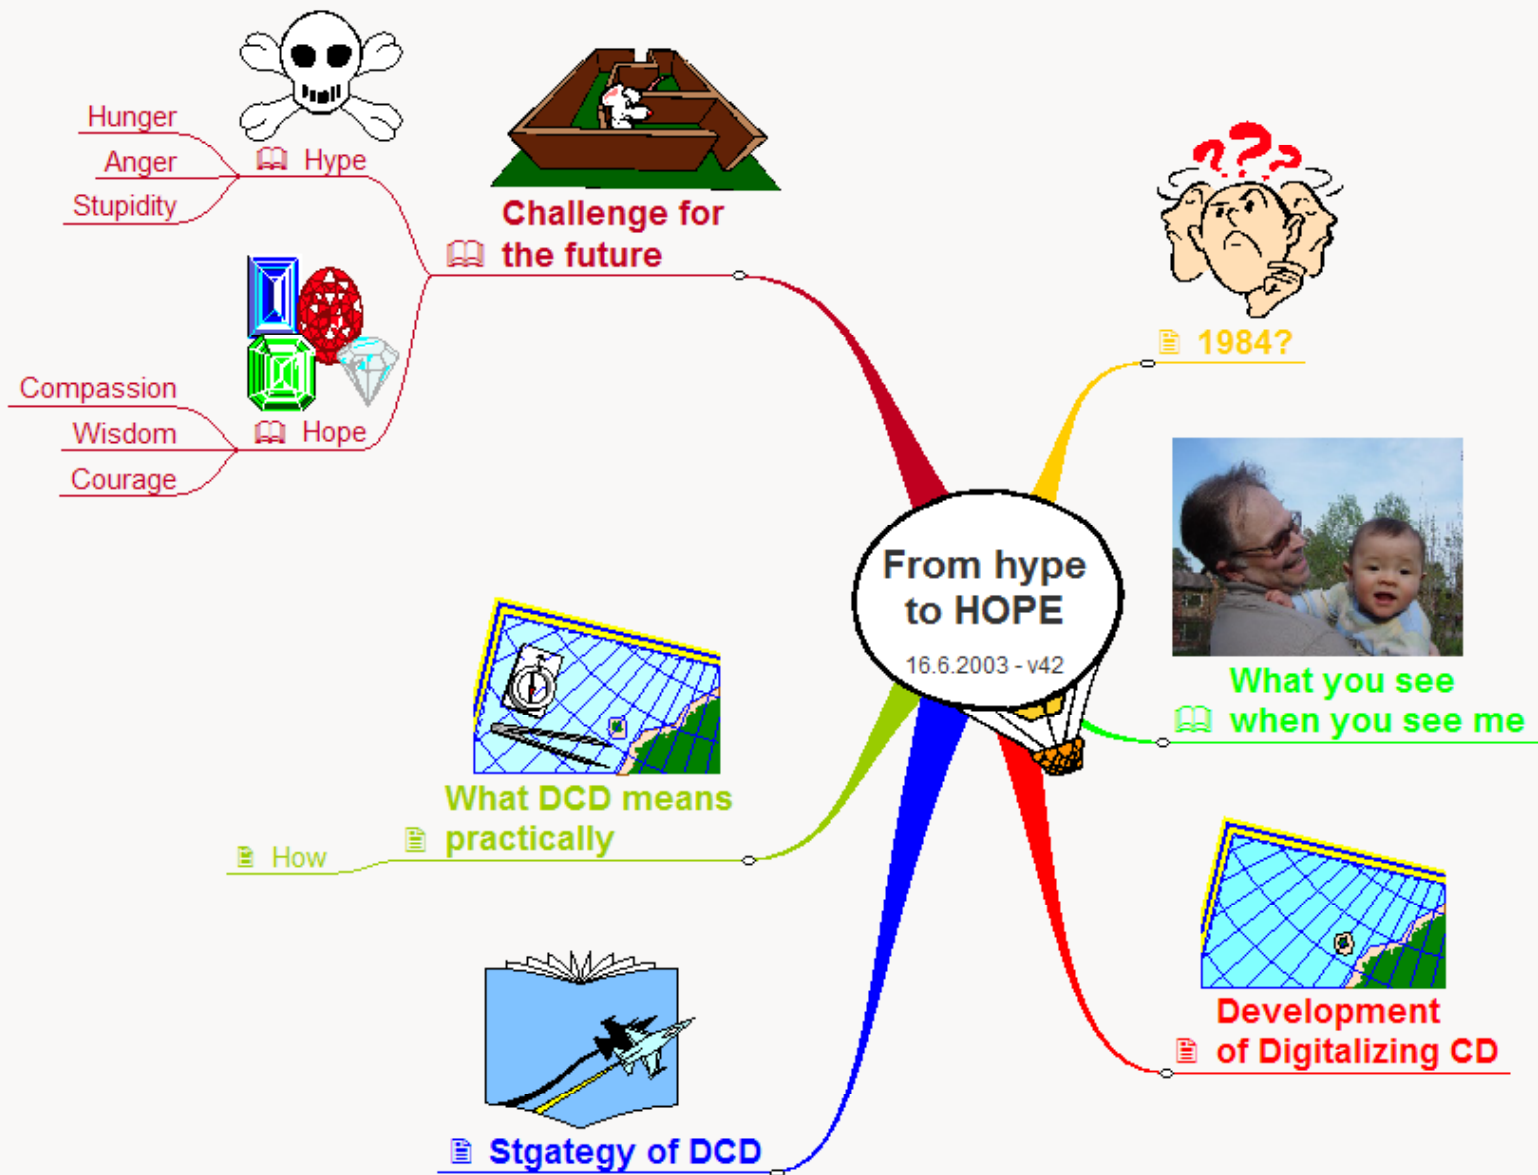 From hype
to HOPE
16.6.2003 - v42
1984?
What you see
when you see me
Development
of Digitalizing CD
Stgategy of DCD
What DCD means
practically
How
Challenge for
the future
Hype
Hunger
Anger
Stupidity
Hope
Compassion
Wisdom
Courage